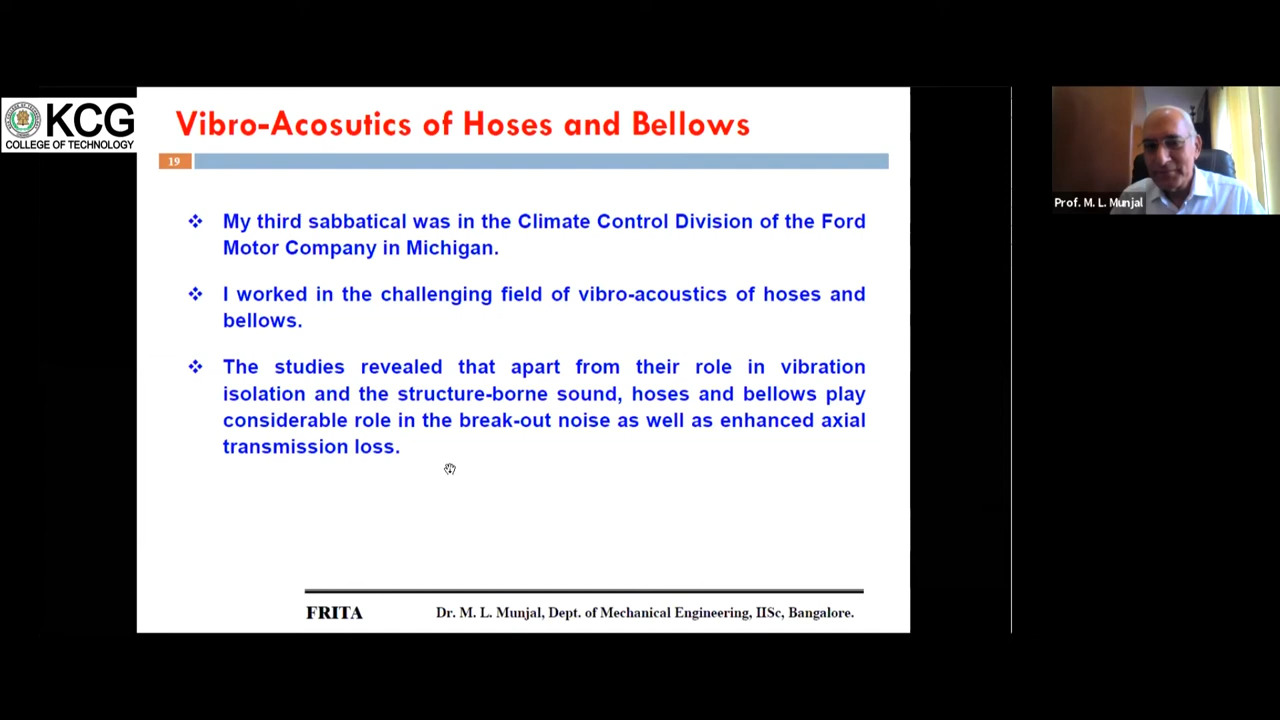 KCG
COLLEGE OF TECHNOLOGY
Vibro-Acosutics of Hoses and Bellows
19
My third sabbatical was in the Climate Control Division of the Ford
Motor Company in Michigan.
I worked in the challenging field of vibro-acoustics of hoses and
bellows.
The studies revealed that apart from their role in vibration
isolation and the structure-borne sound, hoses and bellows play
considerable role in the break-out noise as well as enhanced axial
transmission loss.
FRITA
Dr. M. L. Munjal, Dept. of Mechanical Engineering, IISc, Bangalore.
Prof. M. L. Munjal